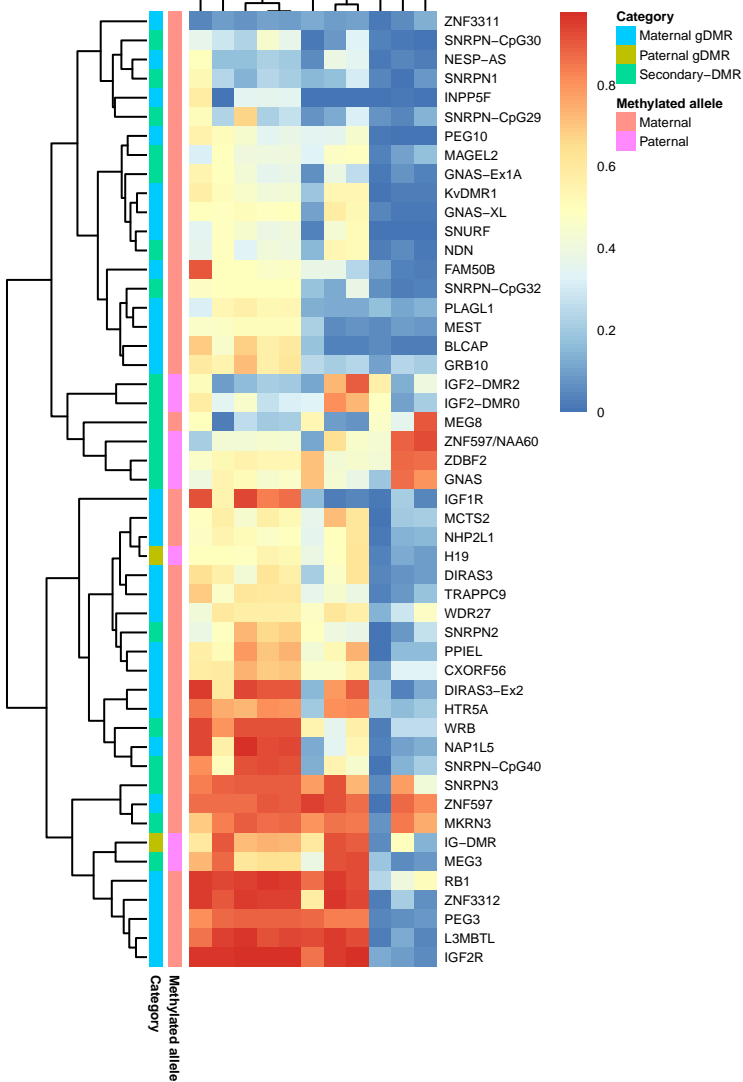 ZNF3311
SNRPN−CpG30
NESP−AS
SNRPN1
INPP5F
SNRPN−CpG29
PEG10
MAGEL2
GNAS−Ex1A
KvDMR1
GNAS−XL
SNURF
NDN
FAM50B
SNRPN−CpG32
PLAGL1
MEST
BLCAP
GRB10
IGF2−DMR2
IGF2−DMR0
MEG8
ZNF597/NAA60
ZDBF2
GNAS
IGF1R
MCTS2
NHP2L1
H19
DIRAS3
TRAPPC9
WDR27
SNRPN2
PPIEL
CXORF56
DIRAS3−Ex2
HTR5A
WRB
NAP1L5
SNRPN−CpG40
SNRPN3
ZNF597
MKRN3
IG−DMR
MEG3
RB1
ZNF3312
PEG3
L3MBTL
IGF2R
Category
Methylated allele
0.8
0.6
0.4
0.2
0
Category
Maternal gDMR
Paternal gDMR
Secondary−DMR
Methylated allele
Maternal
Paternal